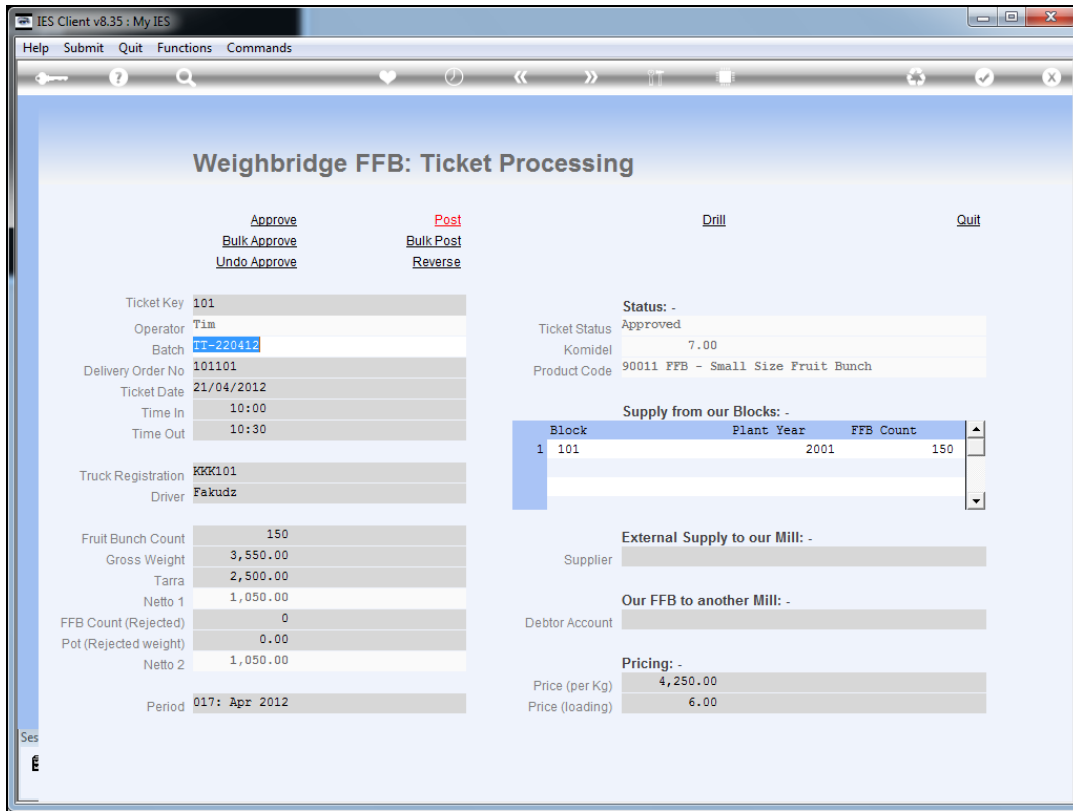 IES Client v8.35 : My IES
Help Submit Quit Functions Commands
Weighbridge FFB: Ticket Processing
Approve Post Drill Quit
Bulk Approve Bulk Post
Undo Approve Reverse
Ticket Key 101
Operator Tim
Batch TT-220412
Delivery Order No 101101
Ticket Date 21/04/2012
Time In 10:00
Time Out 10:30
Truck Registration KKK101
Driver Fakudz
Fruit Bunch Count 150
Gross Weight 3,550.00
Tarra 2,500.00
Netto 1 1,050.00
FFB Count (Rejected) 0
Pot (Rejected weight) 0.00
Netto 2 1,050.00
Period 017: Apr 2012
Status: -
Ticket Status Approved
Komidel 7.00
Product Code 90011 FFB - Small Size Fruit Bunch
Supply from our Blocks: -
Block Plant Year FFB Count
1 101 2001 150
External Supply to our Mill: -
Supplier
Our FFB to another Mill: -
Debtor Account
Pricing: -
Price (per Kg) 4,250.00
Price (loading) 6.00
Ses